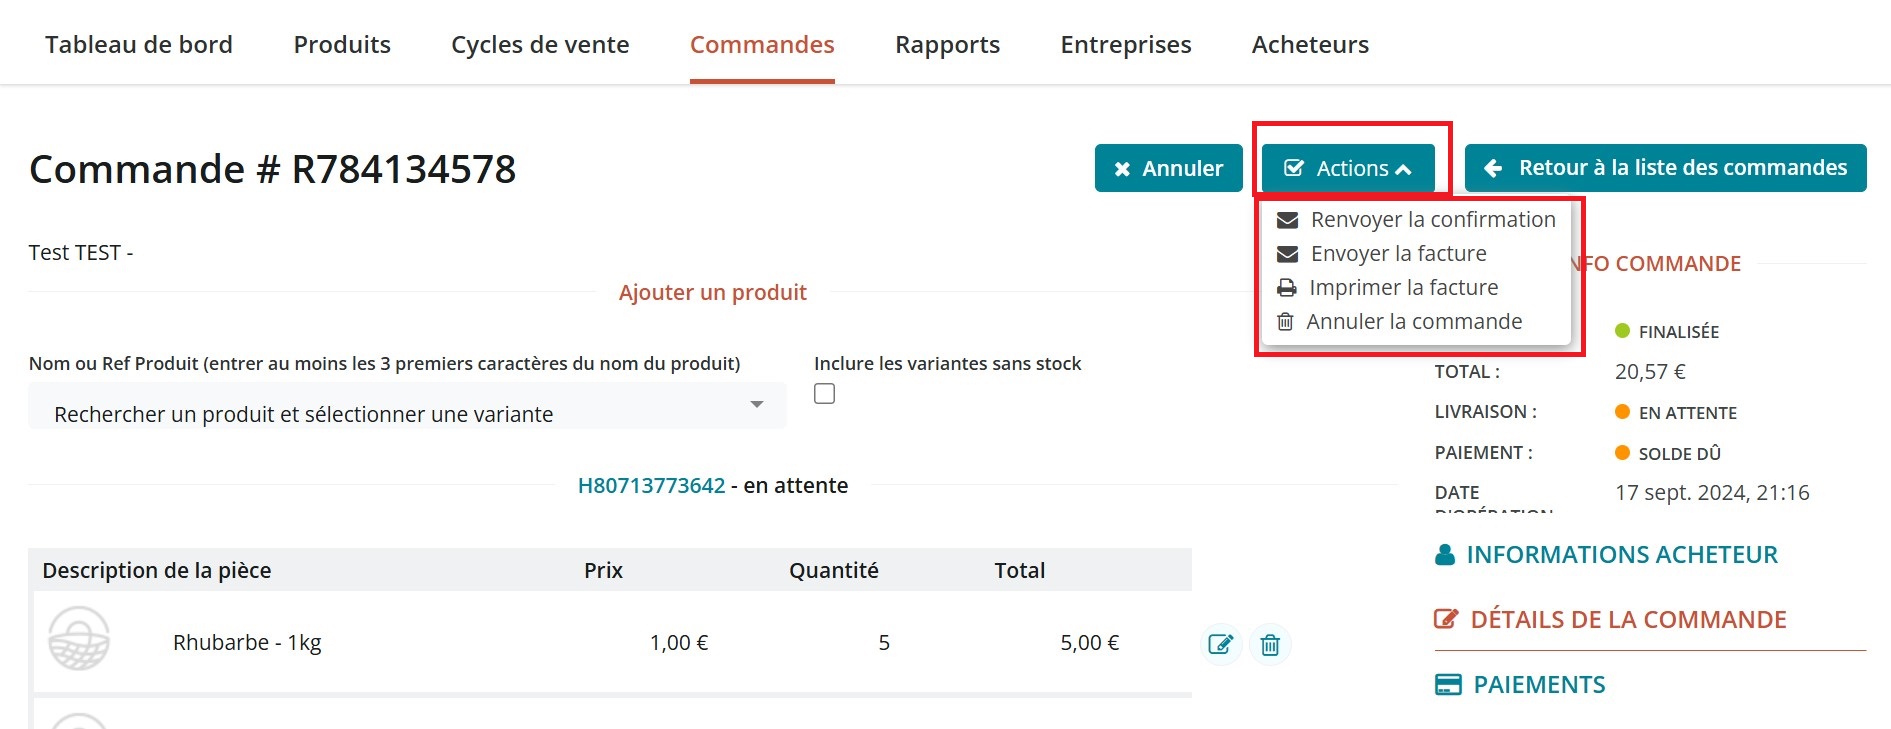 Tableau de bord Produits Cycles de vente Commandes Rapports Entreprises Acheteurs
Commande # R784134578
Annuler
Actions
Retour à la liste des commandes
Renvoyer la confirmation
Envoyer la facture
Imprimer la facture
Annuler la commande
Test TEST -
Ajouter un produit
Nom ou Ref Produit (entrer au moins les 3 premiers caractères du nom du produit)
Inclure les variantes sans stock
Rechercher un produit et sélectionner une variante
H80713773642 - en attente
Description de la pièce Prix Quantité Total
Rhubarbe - 1kg 1,00 € 5 5,00 €
NFO COMMANDE
FINALISÉE
TOTAL : 20,57 €
LIVRAISON : EN ATTENTE
PAIEMENT : SOLDE DÛ
DATE 17 sept. 2024, 21:16
D'OPÉRATION
INFORMATIONS ACHETEUR
DÉTAILS DE LA COMMANDE
PAIEMENTS